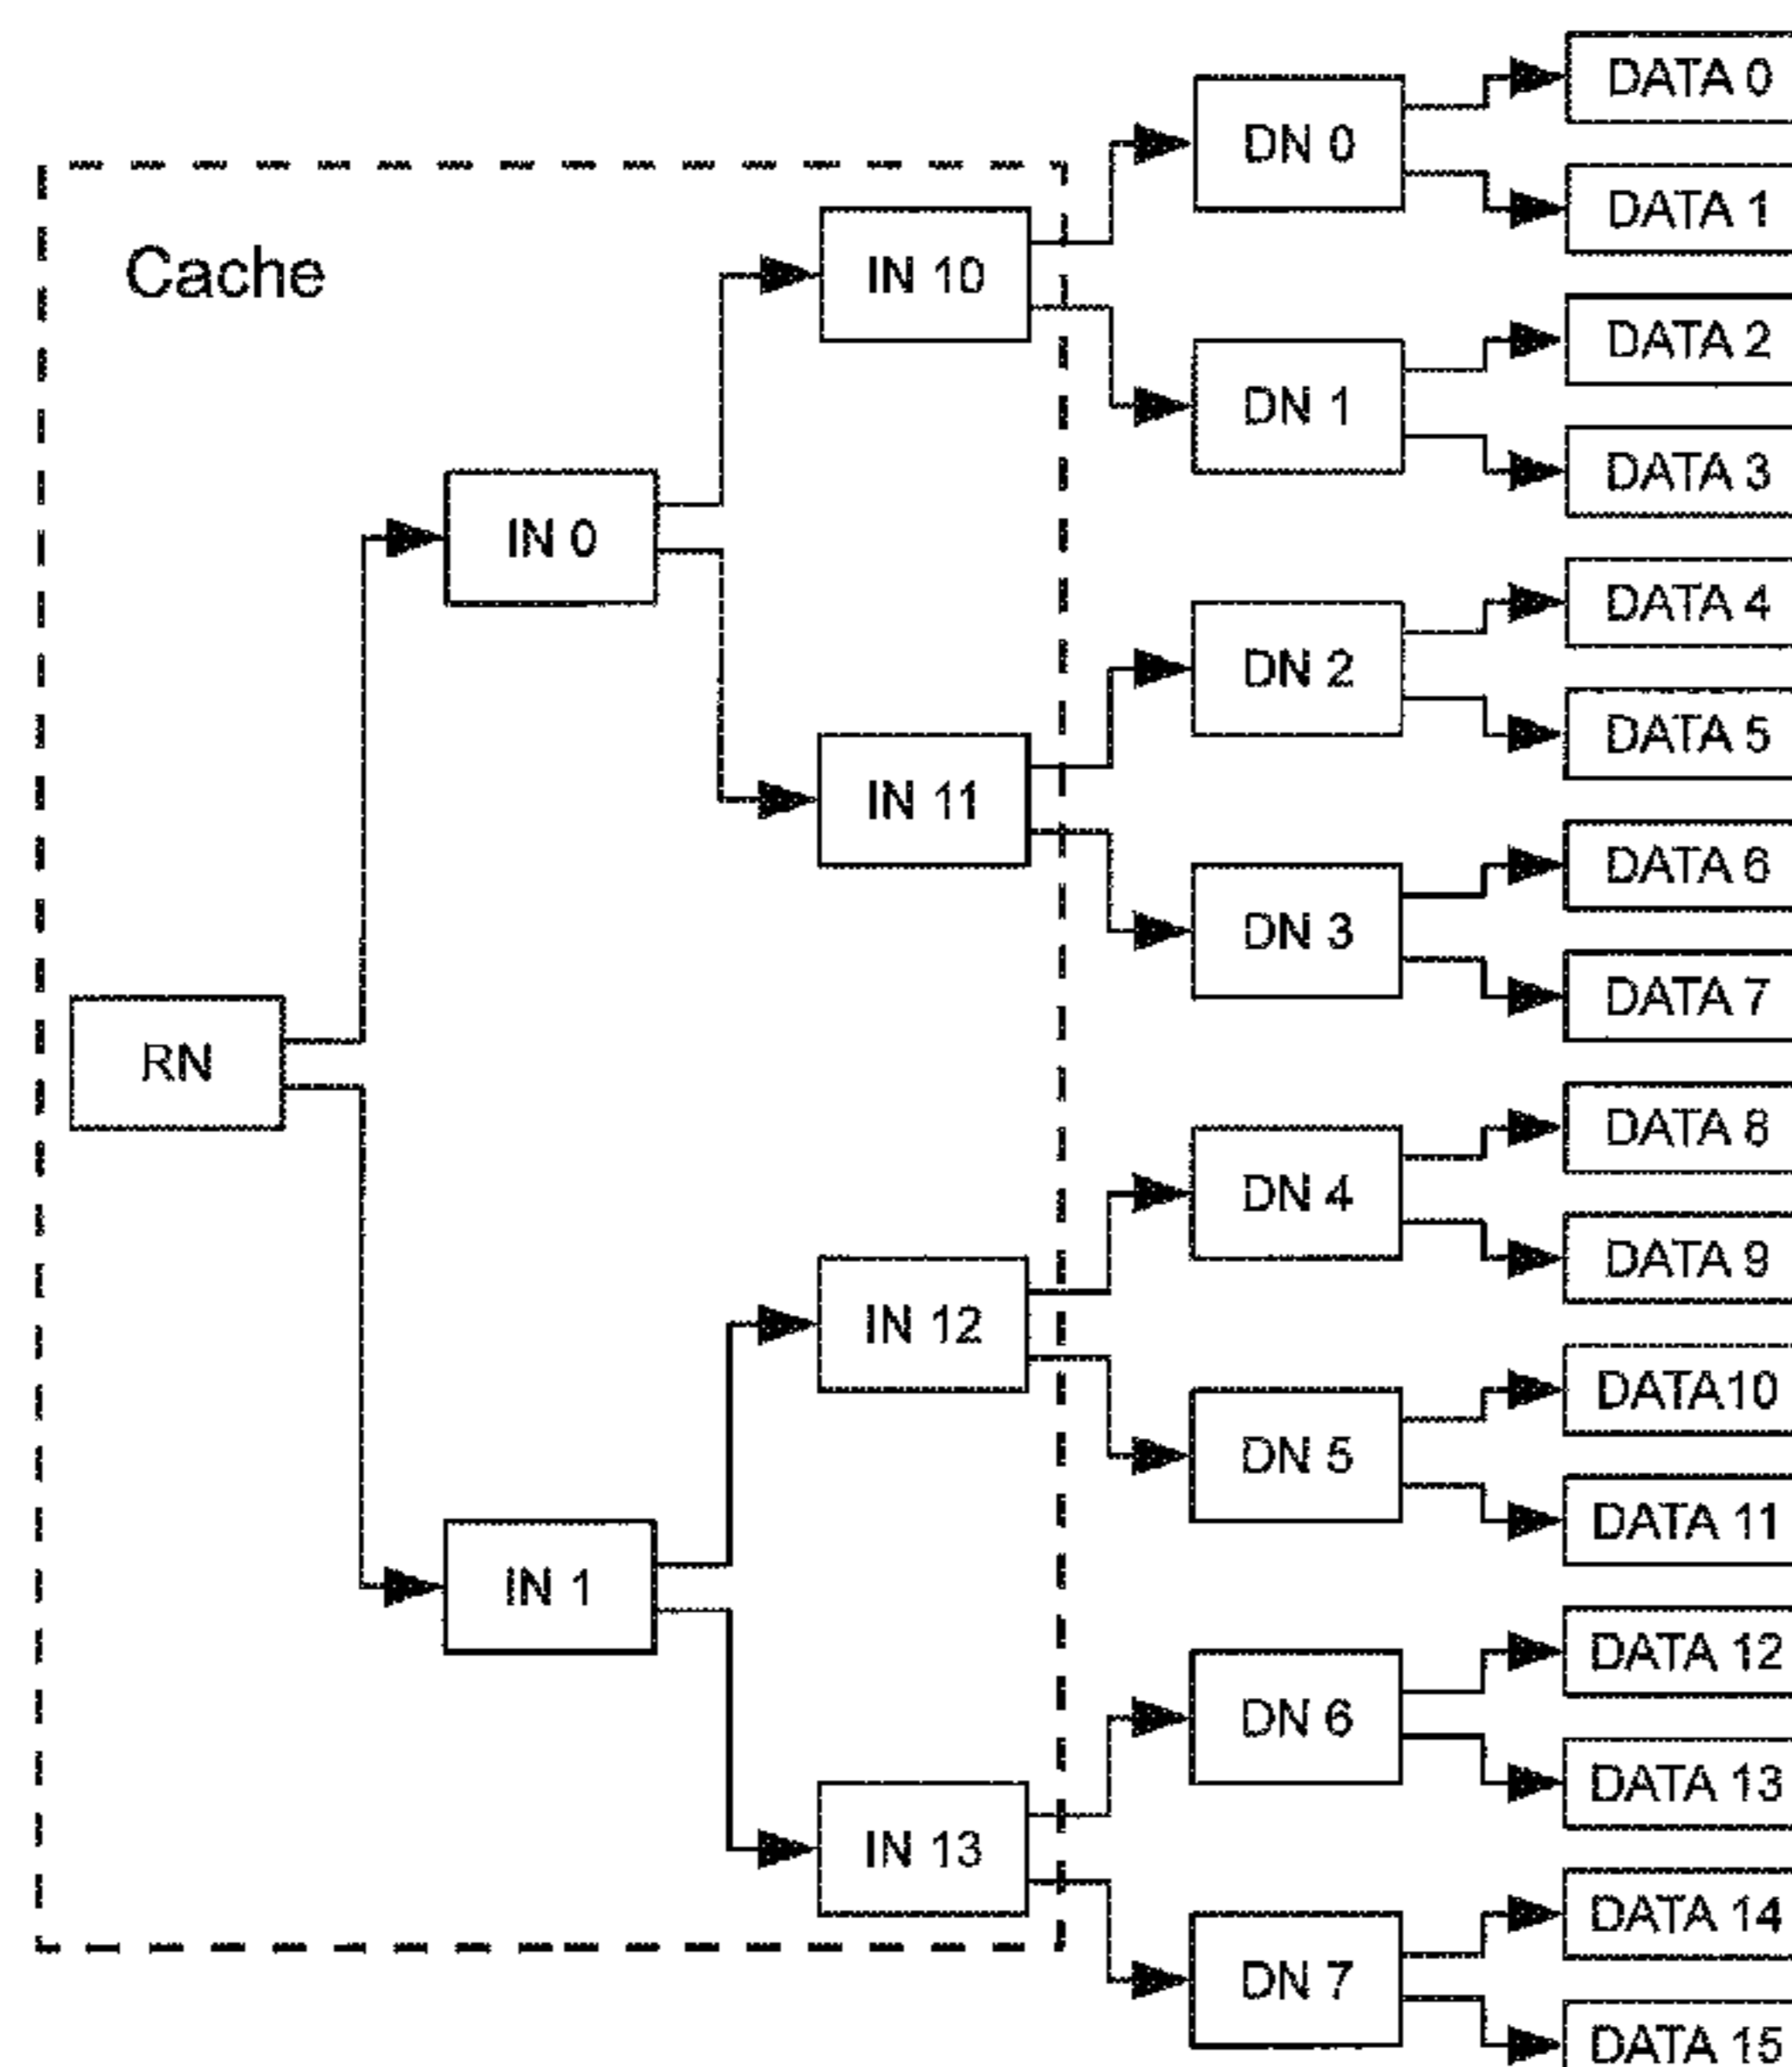 Cache
RN
IN 0
IN 1
IN 10
IN 11
IN 12
IN 13
DN 0
DN 1
DN 2
DN 3
DN 4
DN 5
DN 6
DN 7
DATA 0
DATA 1
DATA 2
DATA 3
DATA 4
DATA 5
DATA 6
DATA 7
DATA 8
DATA 9
DATA10
DATA 11
DATA 12
DATA 13
DATA 14
DATA 15